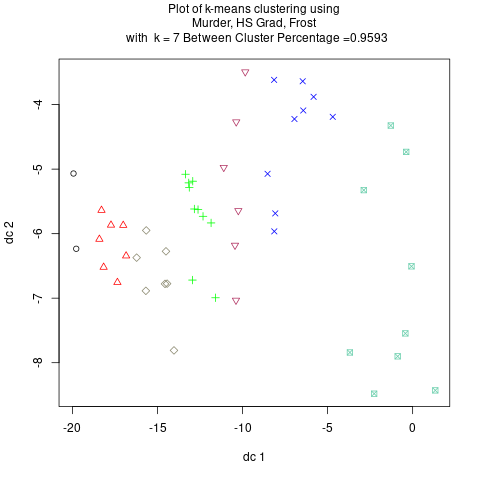 Plot of k-means clustering using
Murder, HS Grad, Frost
with k = 7 Between Cluster Percentage =0.9593
-4
-5
-6
-7
-8
dc 2
-20 -15 -10 -5 0
dc 1